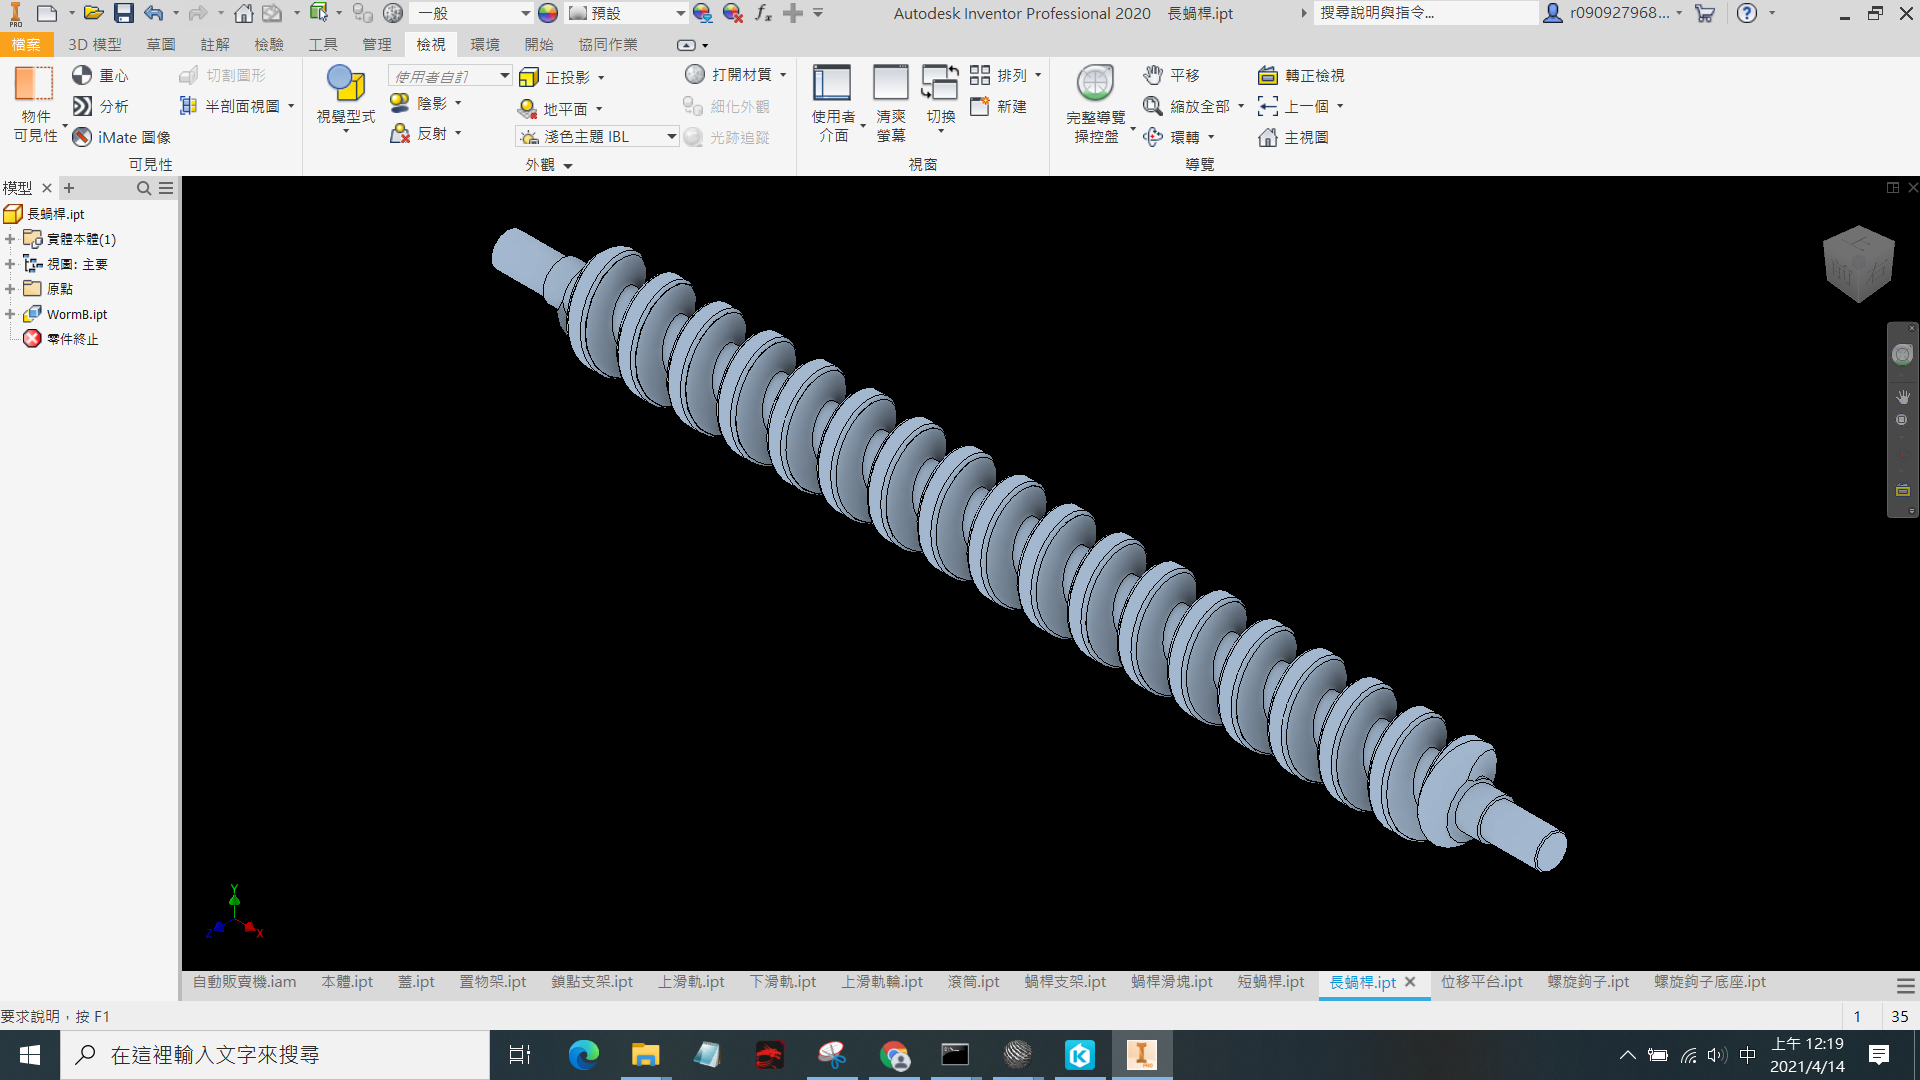 PRO
一般
預設
fx
Autodesk Inventor Professional 2020 長蝸桿.ipt
搜尋說明與指令...
r090927968...
檔案 3D 模型 草圖 註解 檢驗 工具 管理 檢視 環境 開始 協同作業
物件
可見性
重心
分析
iMate 圖像
切割圖形
半剖面視圖
可見性
視覺型式
使用者自訂
陰影
反射
正投影
地平面
淺色主題 IBL
打開材質
細化外觀
光跡追蹤
外觀
使用者
介面
清爽
螢幕
切換
排列
新建
視窗
完整導覽
操控盤
平移
縮放全部
環轉
轉正檢視
上一個
主視圖
導覽
模型
長蝸桿.ipt
實體本體(1)
視圖: 主要
原點
WormB.ipt
零件終止
Y
Z
X
自動販賣機.iam 本體.ipt 蓋.ipt 置物架.ipt 鎖點支架.ipt 上滑軌.ipt 下滑軌.ipt 上滑軌輪.ipt 滾筒.ipt 蝸桿支架.ipt 蝸桿滑塊.ipt 短蝸桿.ipt 長蝸桿.ipt 位移平台.ipt 螺旋鉤子.ipt 螺旋鉤子底座.ipt
要求說明，按 F1
1 35
在這裡輸入文字來搜尋
中
上午 12:19
2021/4/14